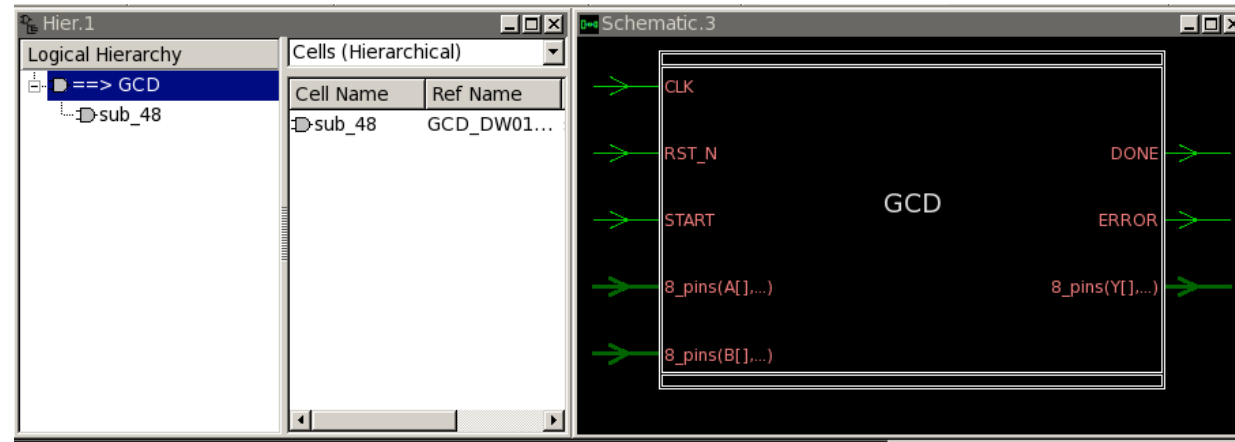 Hier.1
Logical Hierarchy
==> GCD
sub_48
Cells (Hierarchical)
Cell Name Ref Name
sub_48 GCD_DW01...
Schematic.3
CLK
RST_N DONE
GCD
START ERROR
8_pins(A[],...) 8_pins(Y[],...)
8_pins(B[],...)